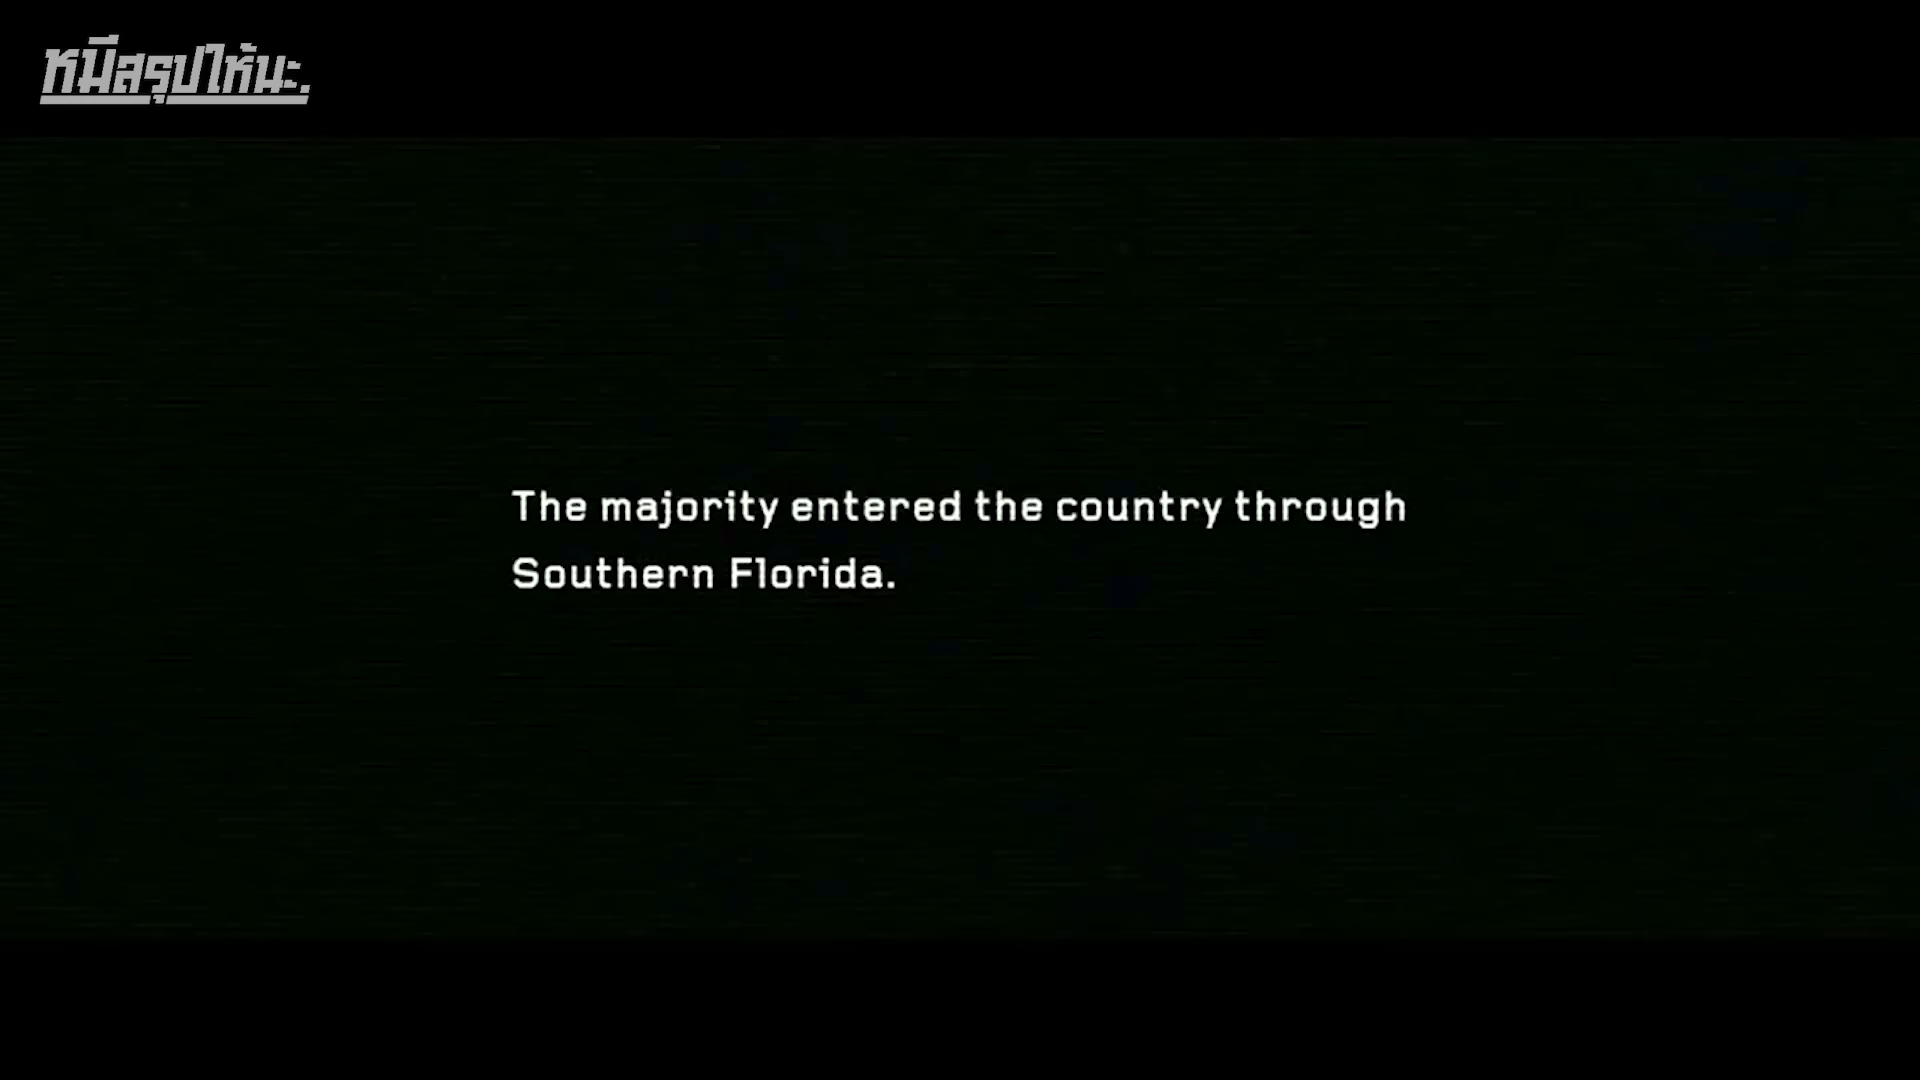 หมีสรุปให้นะ.
The majority entered the country through
Southern Florida.